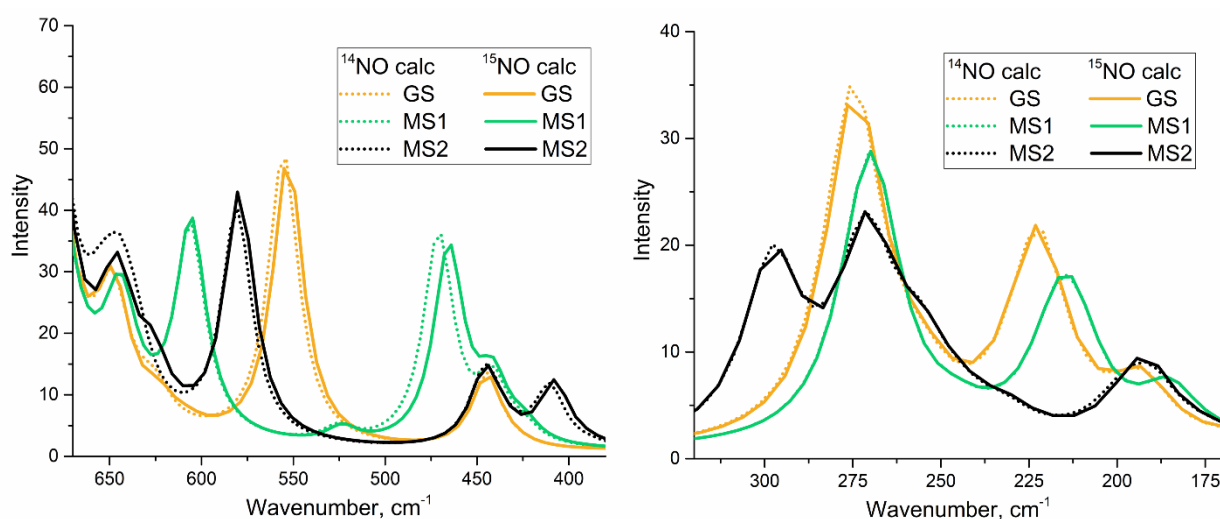 70
60
50
40
30
20
10
0
Intensity
¹⁴NO calc ¹⁵NO calc
GS GS
MS1 MS1
MS2 MS2
650 600 550 500 450 400
Wavenumber, cm⁻¹
40
30
20
10
0
Intensity
¹⁴NO calc ¹⁵NO calc
GS GS
MS1 MS1
MS2 MS2
300 275 250 225 200 175
Wavenumber, cm⁻¹